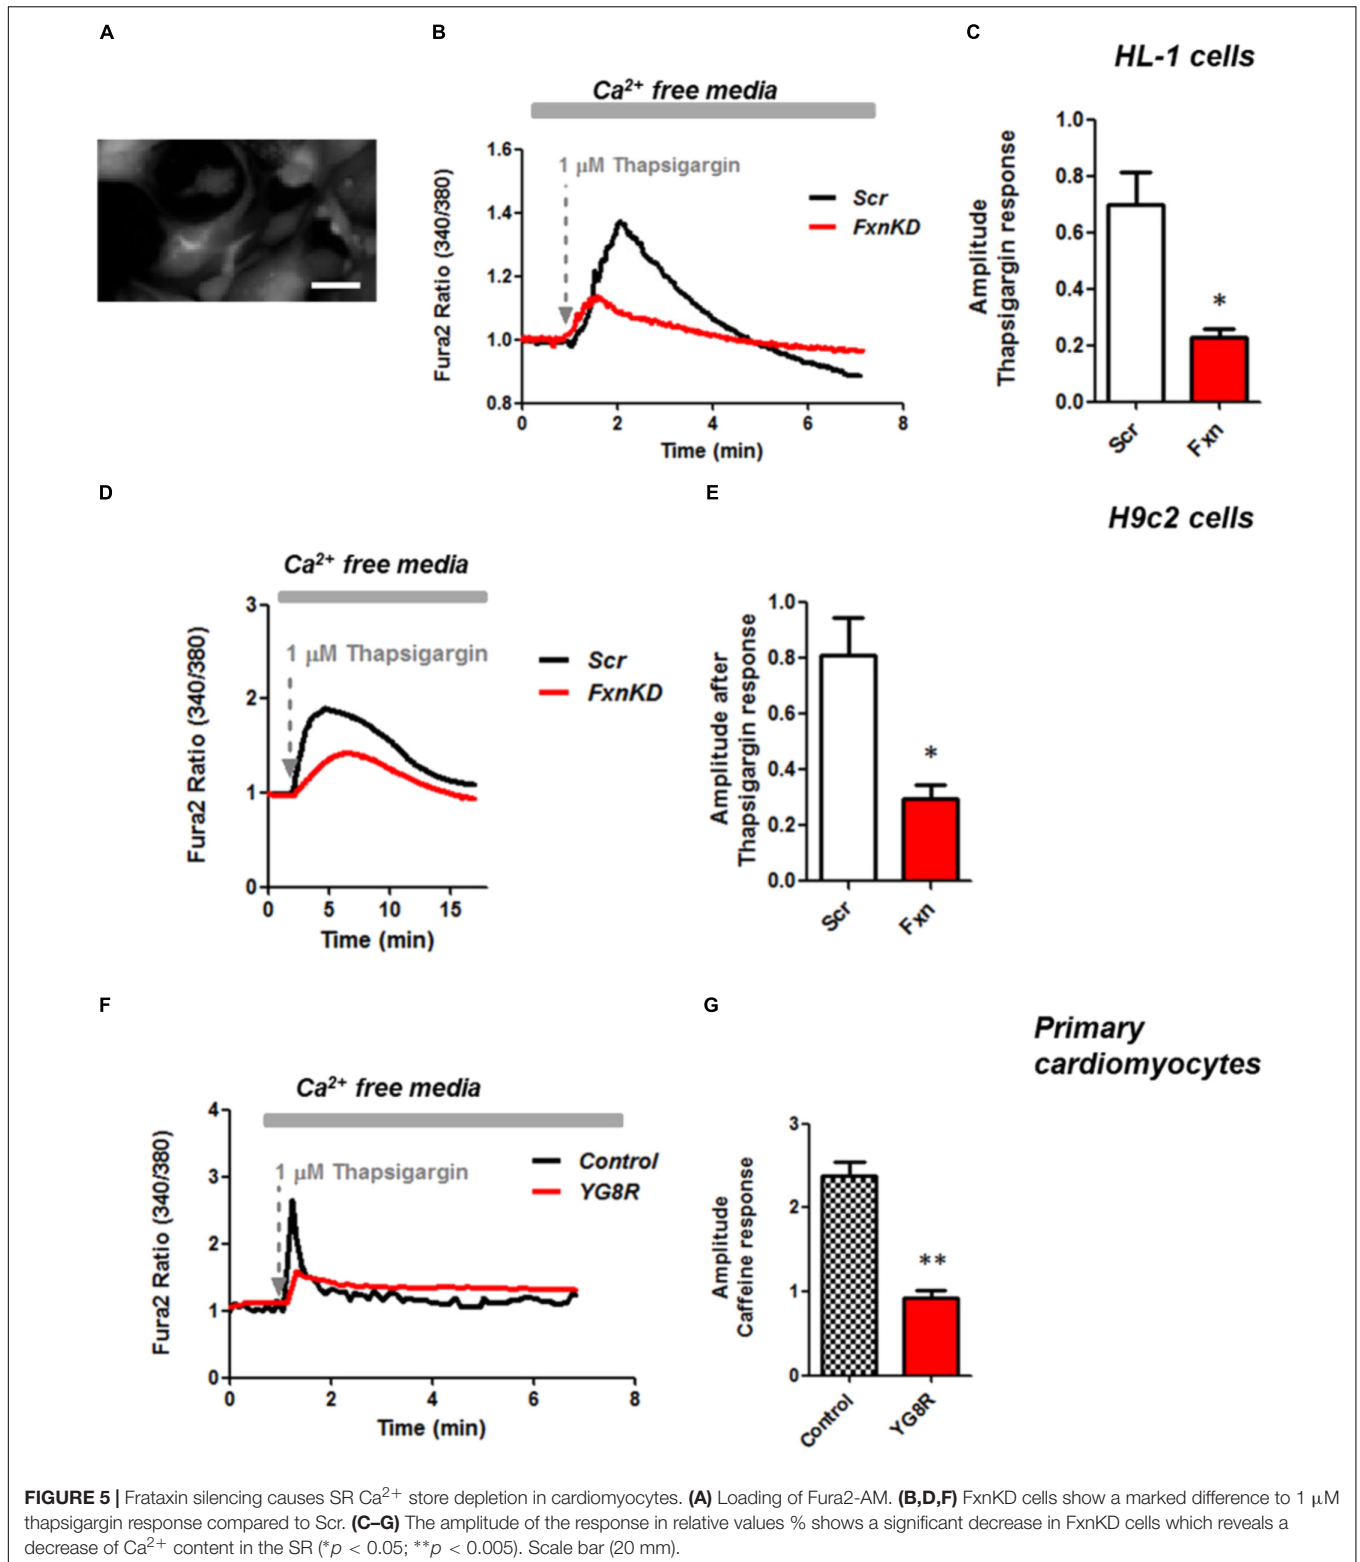 A
B
C
HL-1 cells
Ca2+ free media
1 μM Thapsigargin
Scr
FxnKD
Fura2 Ratio (340/380)
1.6
1.4
1.2
1.0
0.8
0
2
4
6
8
Time (min)
Amplitude
Thapsigargin response
1.0
0.8
0.6
0.4
0.2
0.0
*
Scr
Fxn
D
E
H9c2 cells
Ca2+ free media
1 μM Thapsigargin
Scr
FxnKD
Fura2 Ratio (340/380)
3
2
1
0
0
5
10
15
Time (min)
Amplitude after
Thapsigargin response
1.0
0.8
0.6
0.4
0.2
0.0
*
Scr
Fxn
F
G
Primary
cardiomyocytes
Ca2+ free media
1 μM Thapsigargin
Control
YG8R
Fura2 Ratio (340/380)
4
3
2
1
0
0
2
4
6
8
Time (min)
Amplitude
Caffeine response
3
2
1
0
**
Control
YG8R
FIGURE 5 | Frataxin silencing causes SR Ca2+ store depletion in cardiomyocytes. (A) Loading of Fura2-AM. (B,D,F) FxnKD cells show a marked difference to 1 μM
thapsigargin response compared to Scr. (C–G) The amplitude of the response in relative values % shows a significant decrease in FxnKD cells which reveals a
decrease of Ca2+ content in the SR (*p < 0.05; **p < 0.005). Scale bar (20 mm).